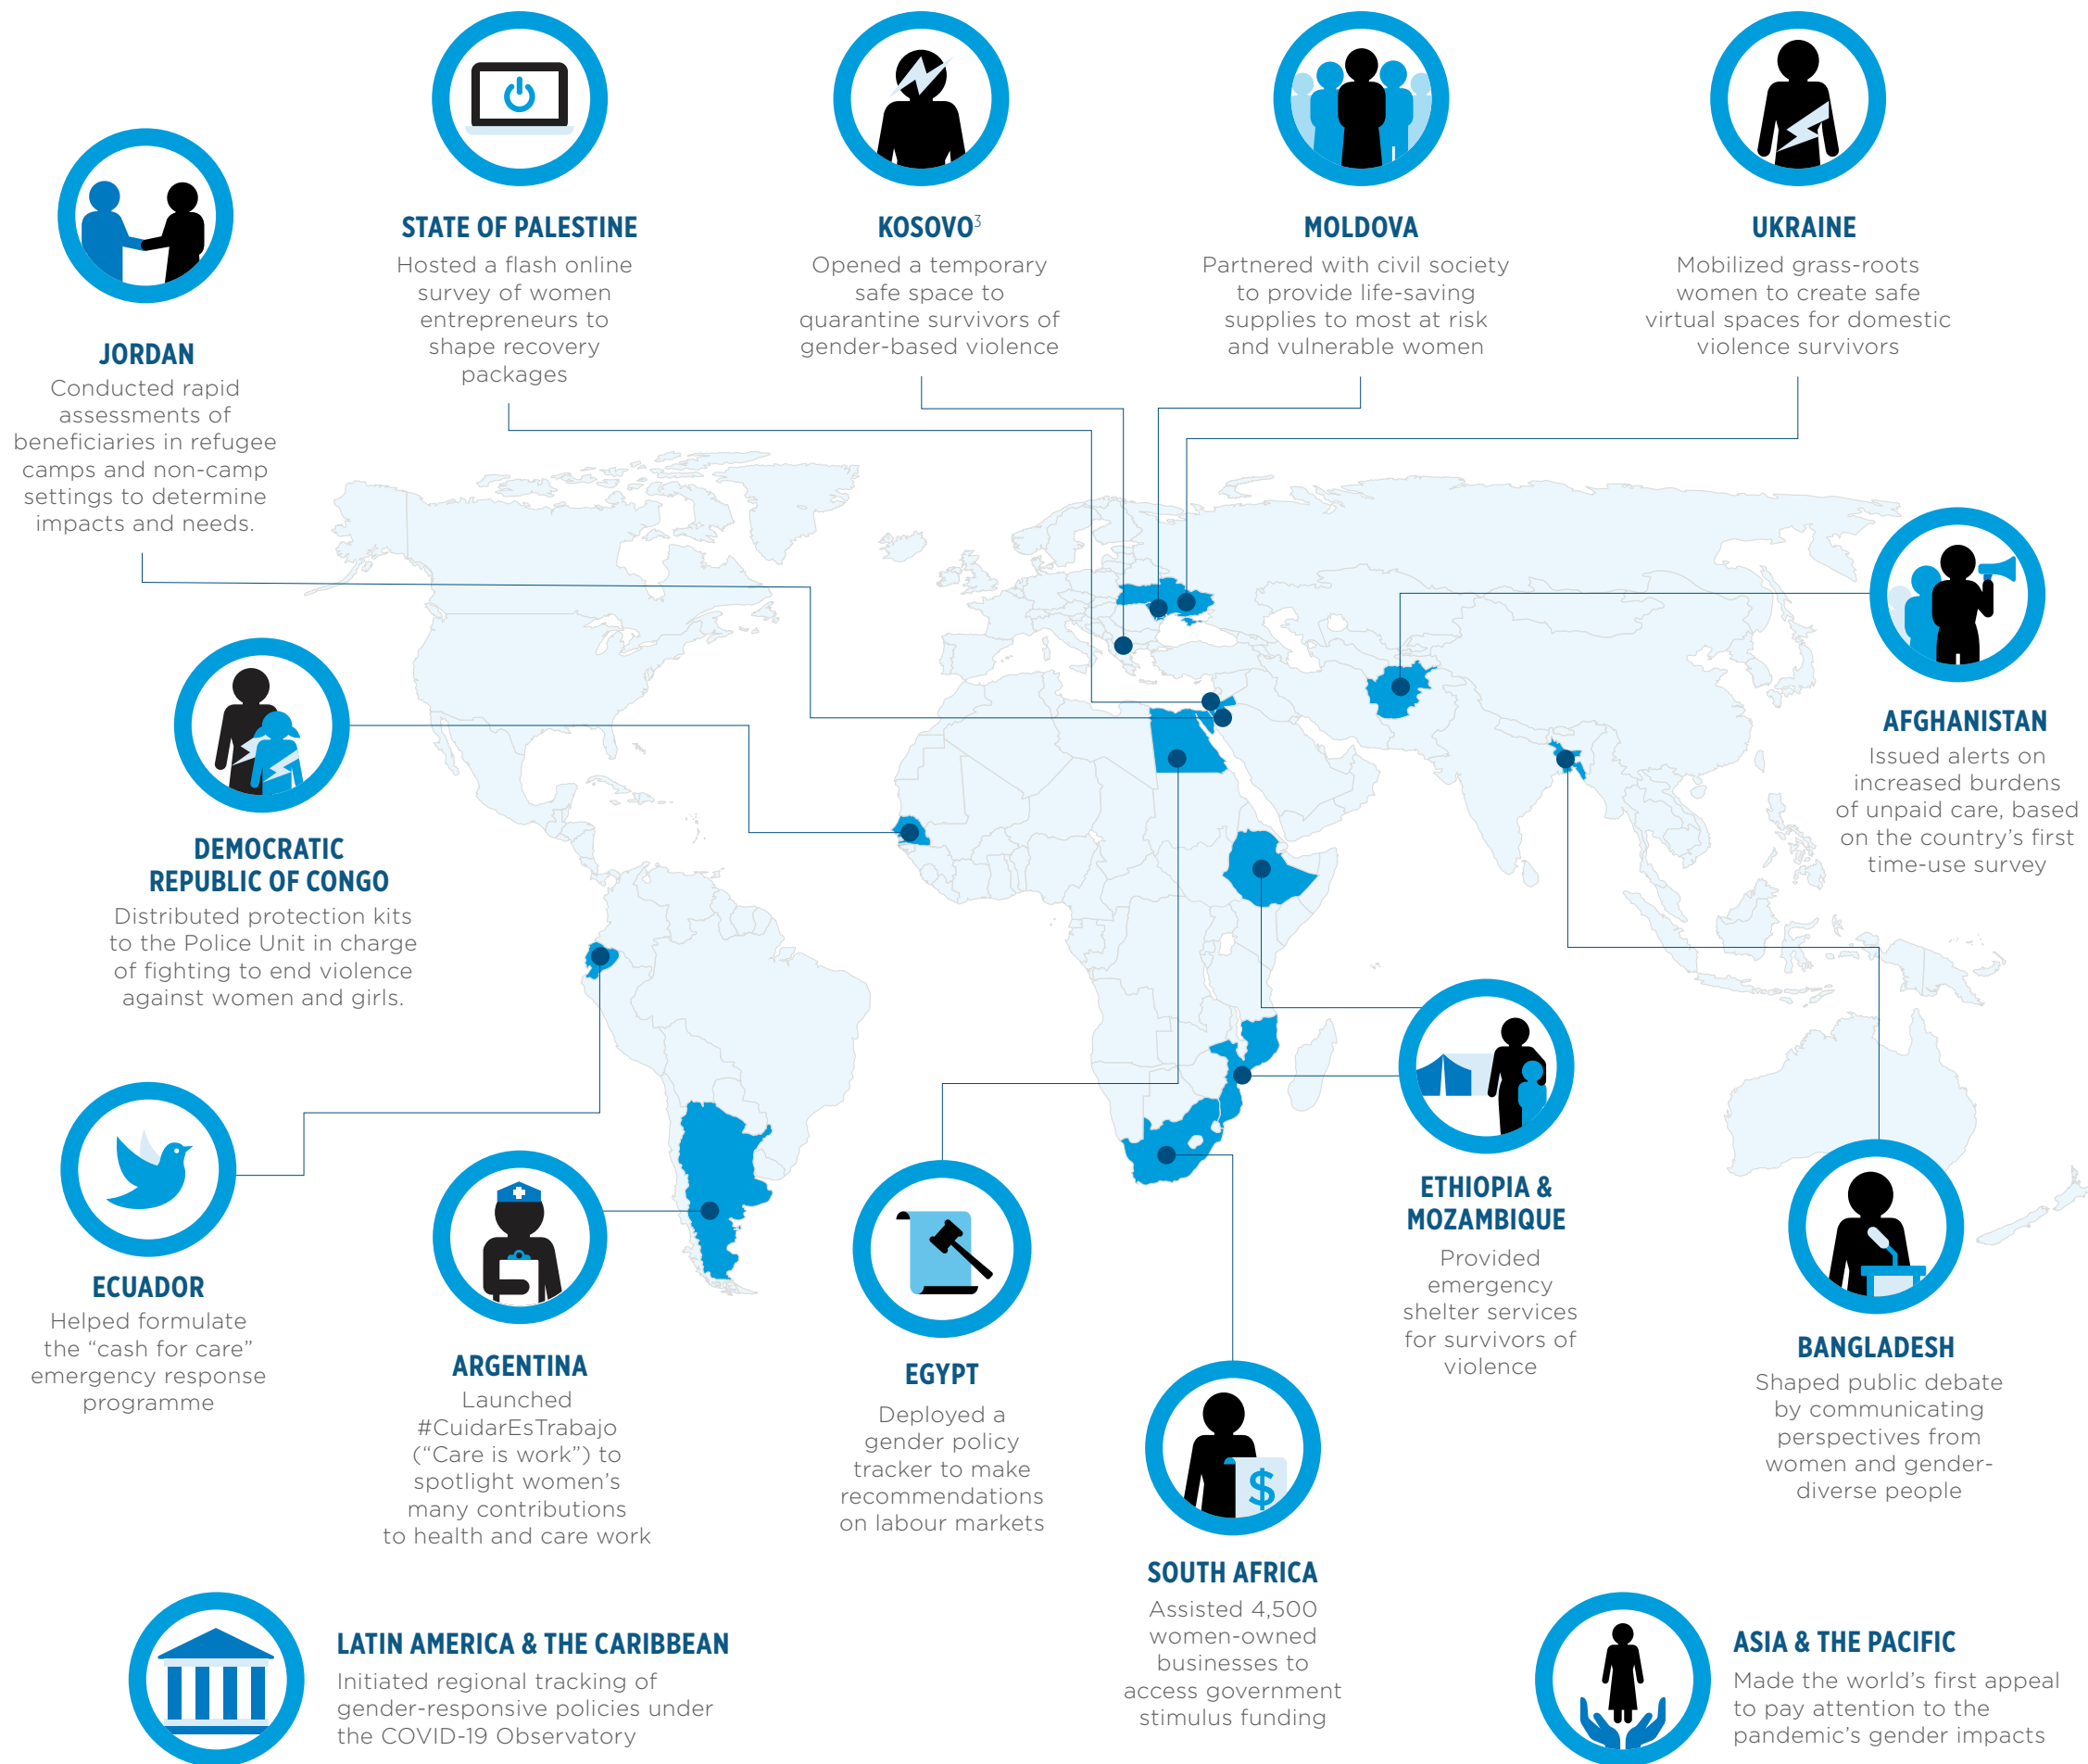 STATE OF PALESTINE
Hosted a flash online
survey of women
entrepreneurs to
shape recovery
packages
KOSOVO3
Opened a temporary
safe space to
quarantine survivors of
gender-based violence
MOLDOVA
Partnered with civil society
to provide life-saving
supplies to most at risk
and vulnerable women
UKRAINE
Mobilized grass-roots
women to create safe
virtual spaces for domestic
violence survivors
JORDAN
Conducted rapid
assessments of
beneficiaries in refugee
camps and non-camp
settings to determine
impacts and needs.
AFGHANISTAN
Issued alerts on
increased burdens
of unpaid care, based
on the country’s first
time-use survey
DEMOCRATIC
REPUBLIC OF CONGO
Distributed protection kits
to the Police Unit in charge
of fighting to end violence
against women and girls.
ECUADOR
Helped formulate
the “cash for care”
emergency response
programme
ARGENTINA
Launched
#CuidarEsTrabajo
(“Care is work”) to
spotlight women’s
many contributions
to health and care work
EGYPT
Deployed a
gender policy
tracker to make
recommendations
on labour markets
ETHIOPIA &
MOZAMBIQUE
Provided
emergency
shelter services
for survivors of
violence
BANGLADESH
Shaped public debate
by communicating
perspectives from
women and gender-
diverse people
$
SOUTH AFRICA
Assisted 4,500
women-owned
businesses to
access government
stimulus funding
LATIN AMERICA & THE CARIBBEAN
Initiated regional tracking of
gender-responsive policies under
the COVID-19 Observatory
ASIA & THE PACIFIC
Made the world’s first appeal
to pay attention to the
pandemic’s gender impacts